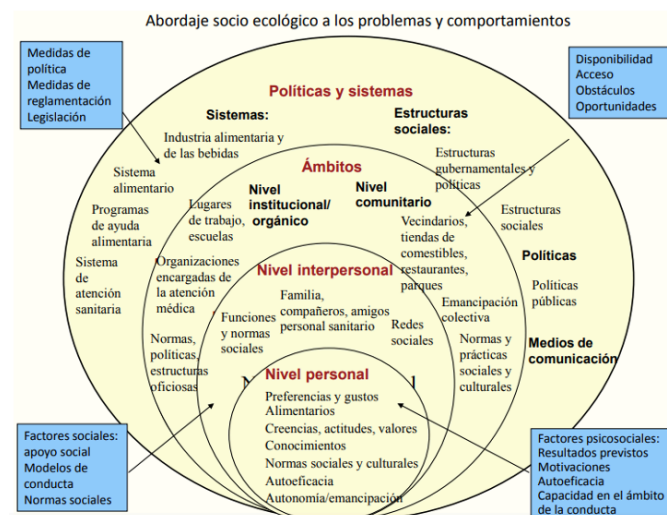 Abordaje socio ecológico a los problemas y comportamientos
Medidas de
política
Medidas de
reglamentación
Legislación
Disponibilidad
Acceso
Obstáculos
Oportunidades
Políticas y sistemas
Sistemas:
Industria alimentaria y
de las bebidas
Estructuras
sociales:
Estructuras
gubernamentales y
políticas
Sistema
alimentario
Programas
de ayuda
alimentaria
Sistema
de
atención
sanitaria
Estructuras
sociales
Políticas
Políticas
públicas
Medios de
comunicación
Ámbitos
Nivel
institucional/
orgánico
Nivel
comunitario
Lugares
de trabajo,
escuelas
Vecindarios,
tiendas de
comestibles,
restaurantes,
parques
Organizaciones
encargadas de
la atención
médica
Emancipación
colectiva
Normas,
políticas,
estructuras
oficiosas
Normas y
prácticas
sociales y
culturales
Nivel interpersonal
Familia,
compañeros, amigos
personal sanitario
Funciones
y normas
sociales
Redes
sociales
Nivel personal
Preferencias y gustos
Alimentarios
Creencias, actitudes, valores
Conocimientos
Normas sociales y culturales
Autoeficacia
Autonomía/emancipación
Factores sociales:
apoyo social
Modelos de
conducta
Normas sociales
Factores psicosociales:
Resultados previstos
Motivaciones
Autoeficacia
Capacidad en el ámbito
de la conducta